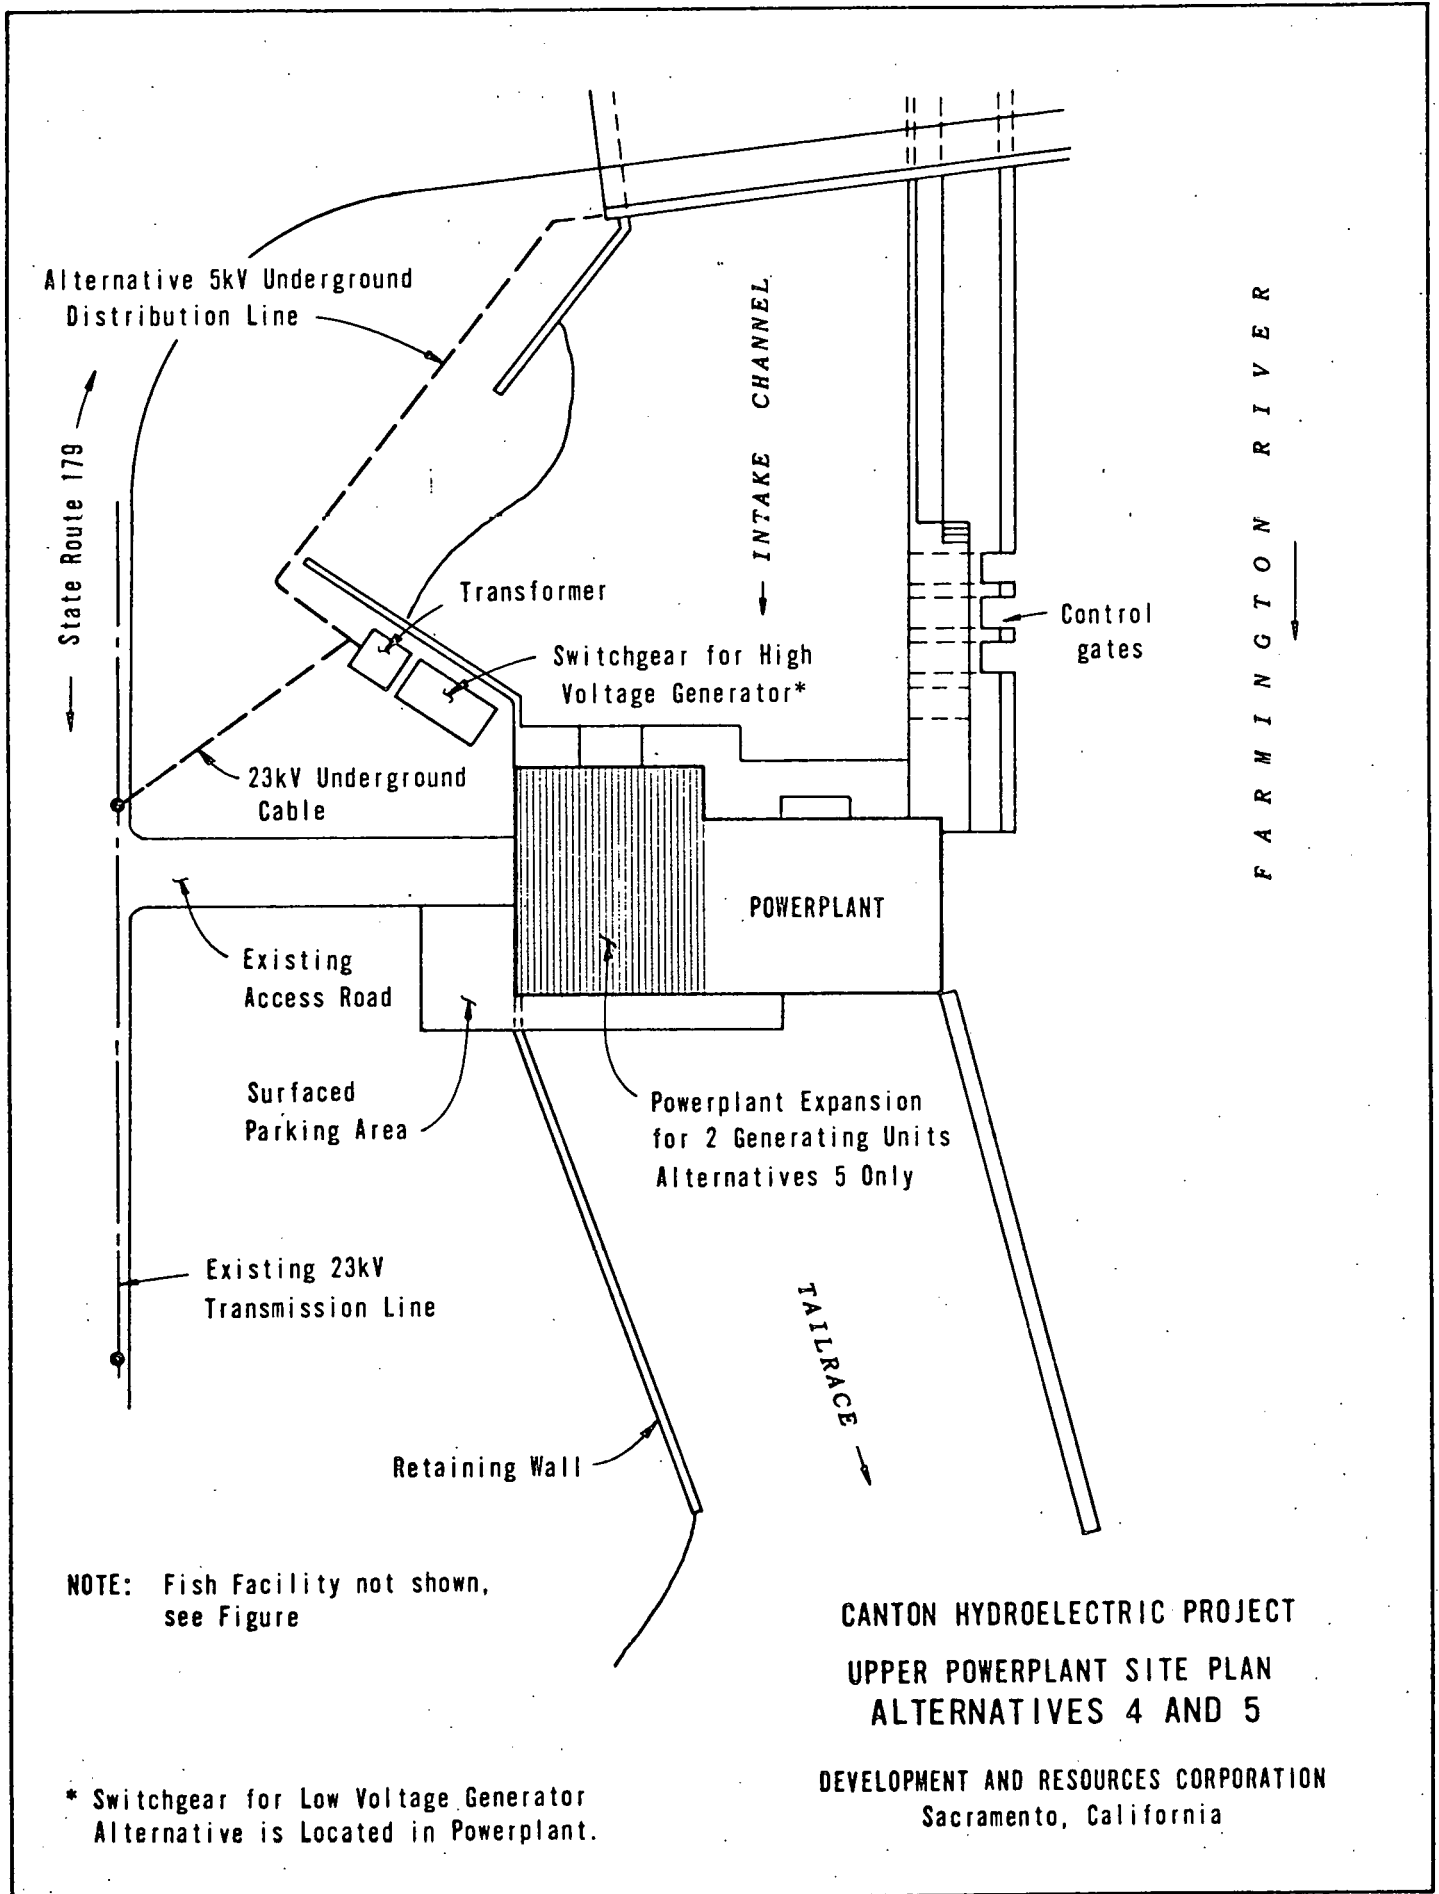 Alternative 5kV Underground
Distribution Line
State Route 179
INTAKE CHANNEL
FARMINGTON RIVER
Transformer
Switchgear for High
Voltage Generator*
Control
gates
23kV Underground
Cable
POWERPLANT
Existing
Access Road
Surfaced
Parking Area
Powerplant Expansion
for 2 Generating Units
Alternatives 5 Only
Existing 23kV
Transmission Line
TAILRACE
Retaining Wall
NOTE: Fish Facility not shown,
see Figure
CANTON HYDROELECTRIC PROJECT
UPPER POWERPLANT SITE PLAN
ALTERNATIVES 4 AND 5
DEVELOPMENT AND RESOURCES CORPORATION
Sacramento, California
* Switchgear for Low Voltage Generator
Alternative is Located in Powerplant.